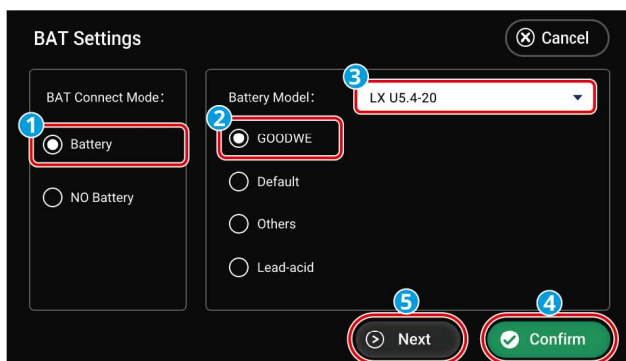 BAT Settings
Cancel
BAT Connect Mode:
1
Battery
NO Battery
Battery Model:
3
LX U5.4-20
2
GOODWE
Default
Others
Lead-acid
5
Next
4
Confirm